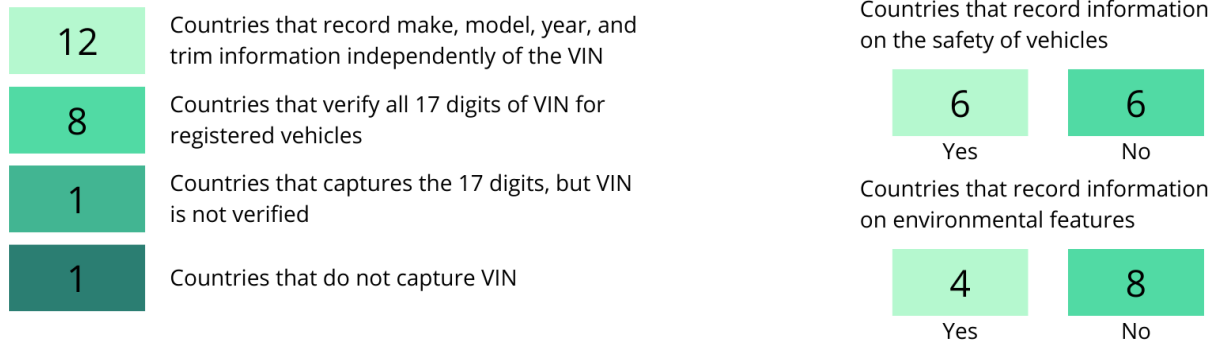 12
Countries that record make, model, year, and
trim information independently of the VIN
8
Countries that verify all 17 digits of VIN for
registered vehicles
1
Countries that captures the 17 digits, but VIN
is not verified
1
Countries that do not capture VIN
Countries that record information
on the safety of vehicles
6
6
Yes
No
Countries that record information
on environmental features
4
8
Yes
No